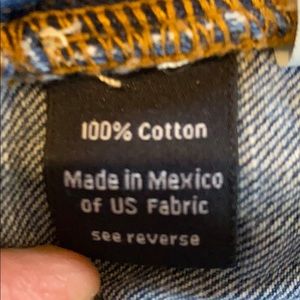 100% Cotton
Made in Mexico
of US Fabric
see reverse